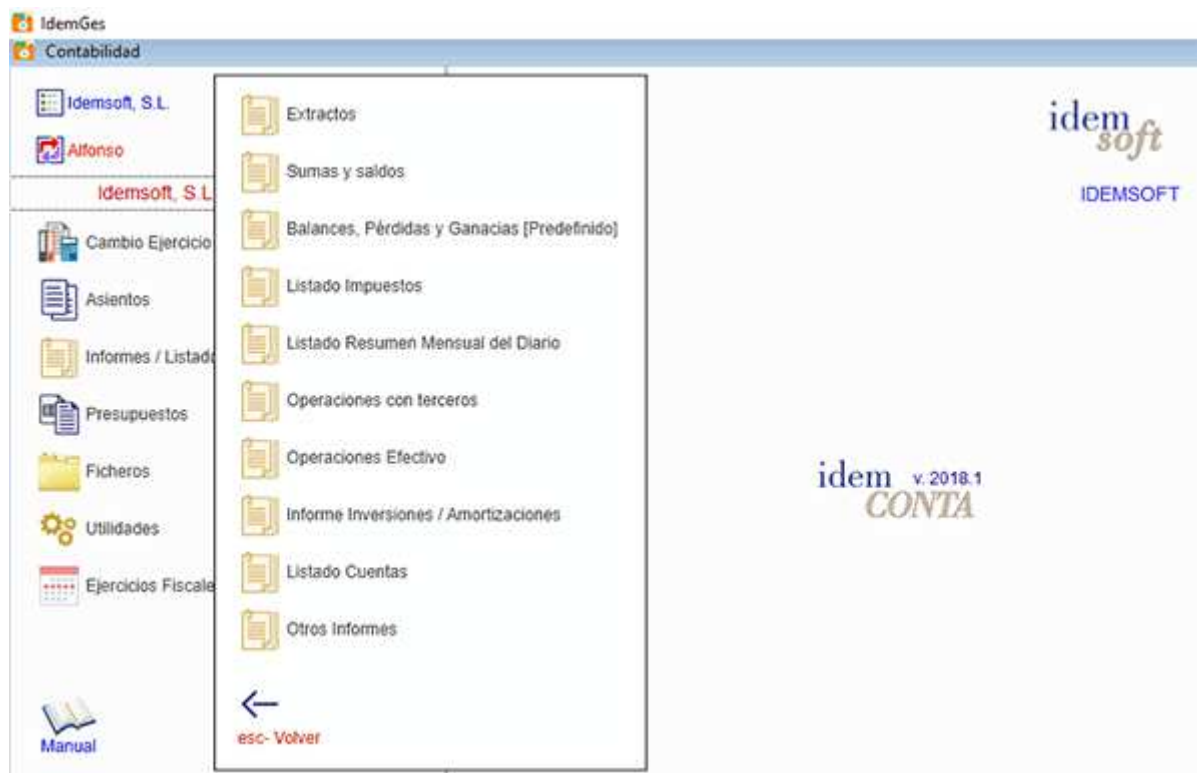 IdemGes
Contabilidad
Idemsoft, S.L.
Alfonso
Idemsoft, S.L
Cambio Ejercicio
Asientos
Informes / Listado
Presupuestos
Ficheros
Utilidades
Ejercicios Fiscale
Manual
Extractos
Sumas y saldos
Balances, Pérdidas y Ganacias [Predefinido]
Listado Impuestos
Listado Resumen Mensual del Diario
Operaciones con terceros
Operaciones Efectivo
Informe Inversiones / Amortizaciones
Listado Cuentas
Otros Informes
esc- Volver
idem
soft
IDEMSOFT
idem v. 2018.1
CONTA